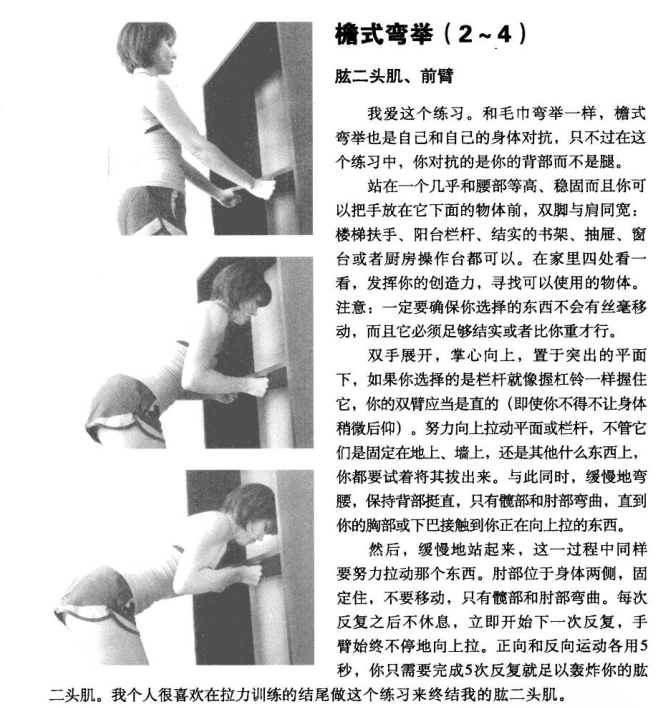 檐式弯举（2～4）
肱二头肌、前臂
我爱这个练习。和毛巾弯举一样，檐式
弯举也是自己和自己的身体对抗，只不过在这
个练习中，你对抗的是你的背部而不是腿。
站在一个几乎和腰部等高、稳固而且你可
以把手放在它下面的物体前，双脚与肩同宽：
楼梯扶手、阳台栏杆、结实的书架、抽屉、窗
台或者厨房操作台都可以。在家里四处看一
看，发挥你的创造力，寻找可以使用的物体。
注意：一定要确保你选择的东西不会有丝毫移
动，而且它必须足够结实或者比你重才行。
双手展开，掌心向上，置于突出的平面
下，如果你选择的是栏杆就像握杠铃一样握住
它，你的双臂应当是直的（即使你不得不让身体
稍微后仰）。努力向上拉动平面或栏杆，不管它
们是固定在地上、墙上，还是其他什么东西上，
你都要试着将其拔出来。与此同时，缓慢地弯
腰，保持背部挺直，只有髋部和肘部弯曲，直到
你的胸部或下巴接触到你正在向上拉的东西。
然后，缓慢地站起来，这一过程中同样
要努力拉动那个东西。肘部位于身体两侧，固
定住，不要移动，只有髋部和肘部弯曲。每次
反复之后不休息，立即开始下一次反复，手
臂始终不停地向上拉。正向和反向运动各用5
秒，你只需要完成5次反复就足以轰炸你的肱
二头肌。我个人很喜欢在拉力训练的结尾做这个练习来终结我的肱二头肌。